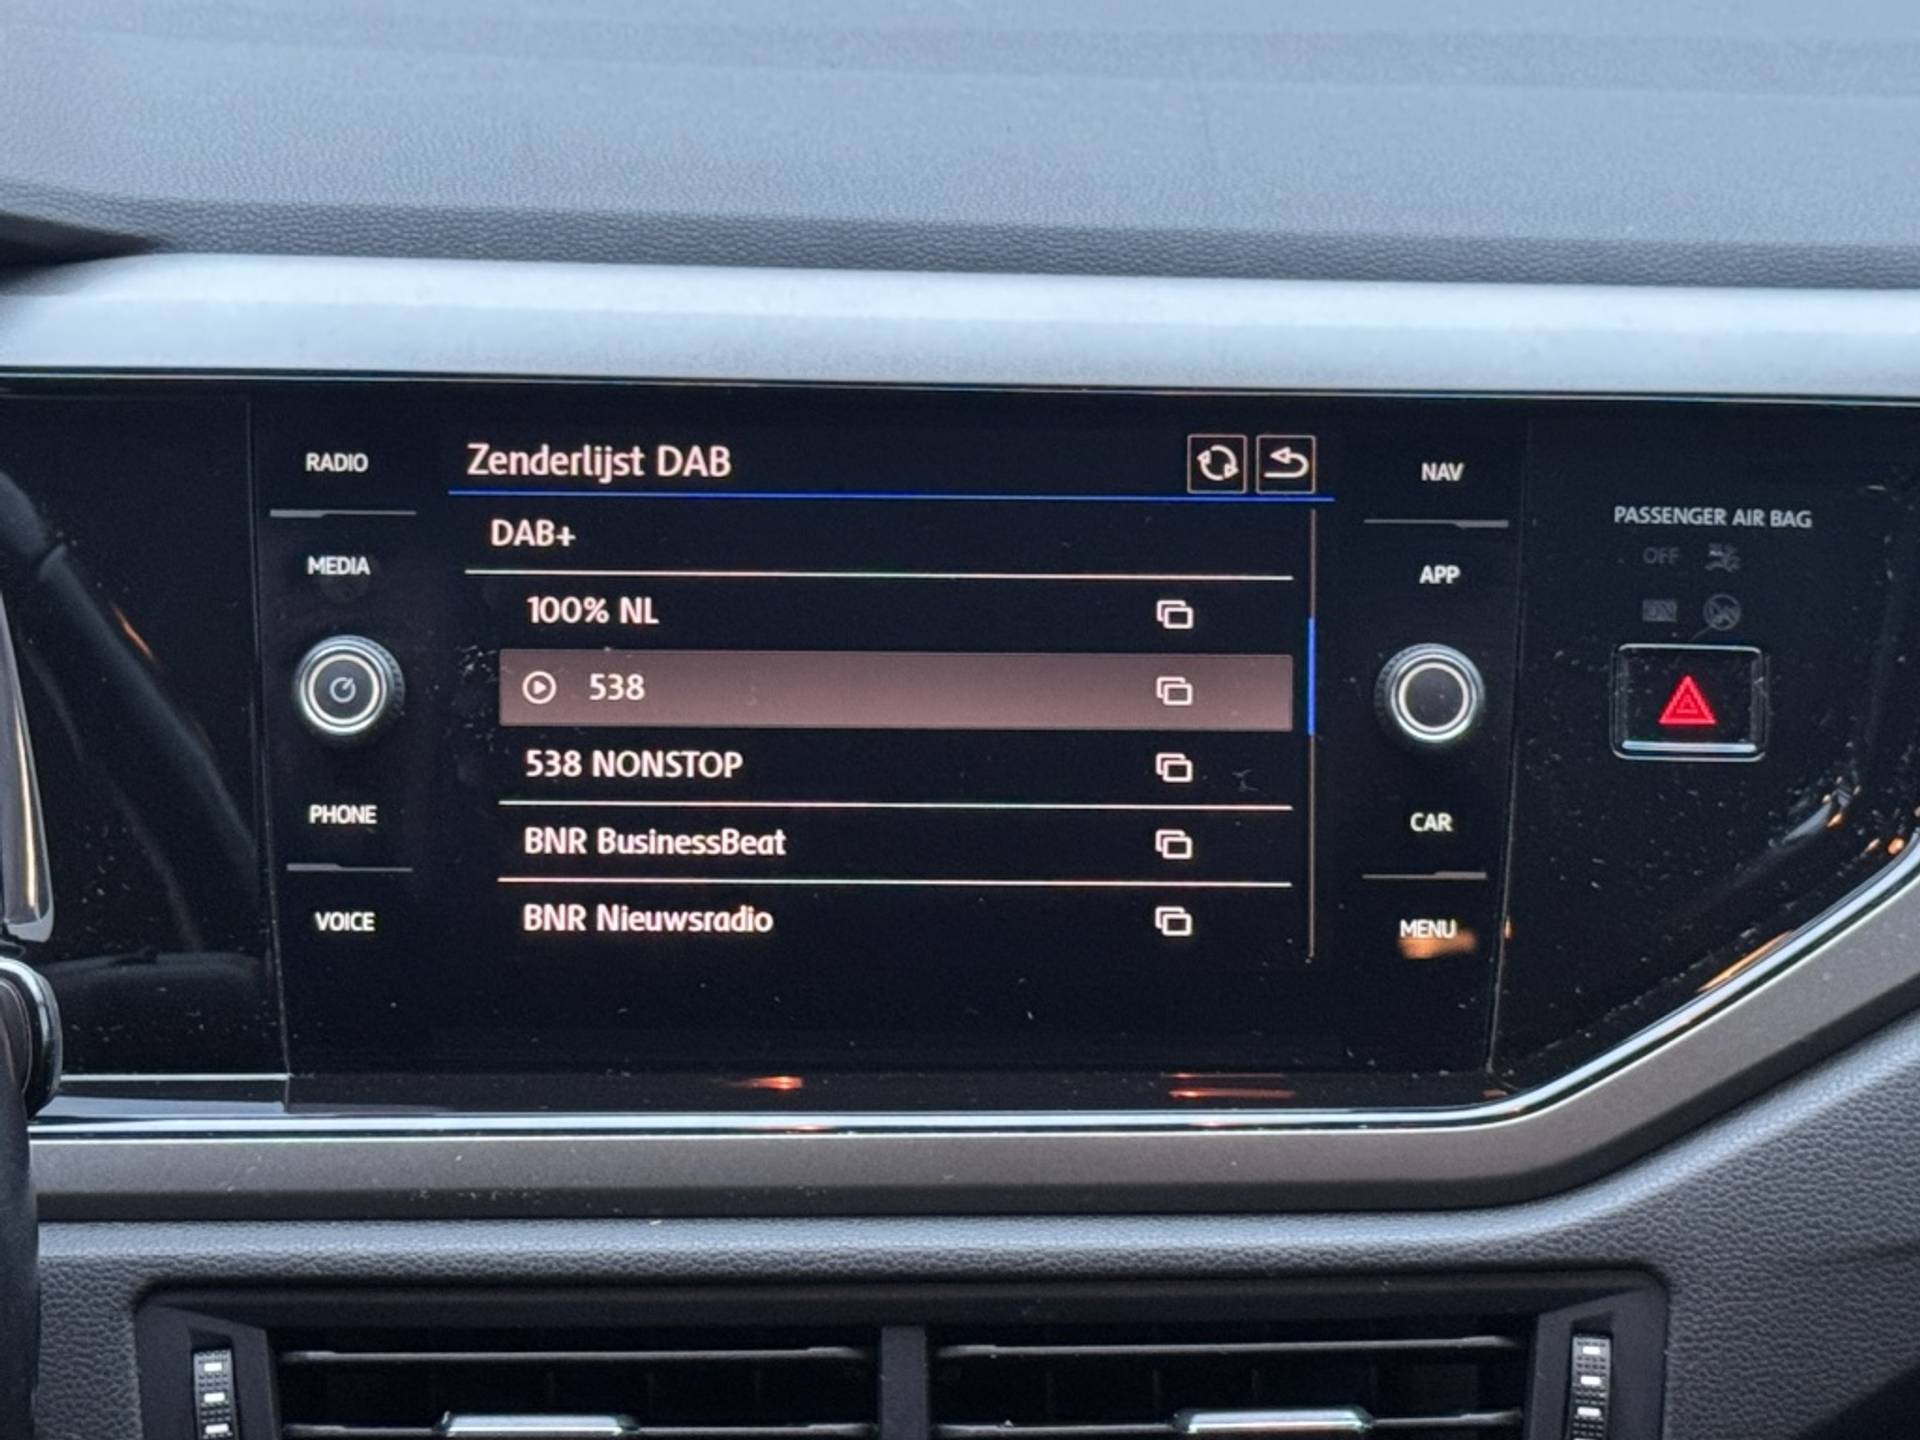 RADIO
MEDIA
PHONE
VOICE
Zenderlijst DAB
DAB+
100% NL
538
538 NONSTOP
BNR BusinessBeat
BNR Nieuwsradio
NAV
APP
CAR
MENU
PASSENGER AIR BAG
OFF